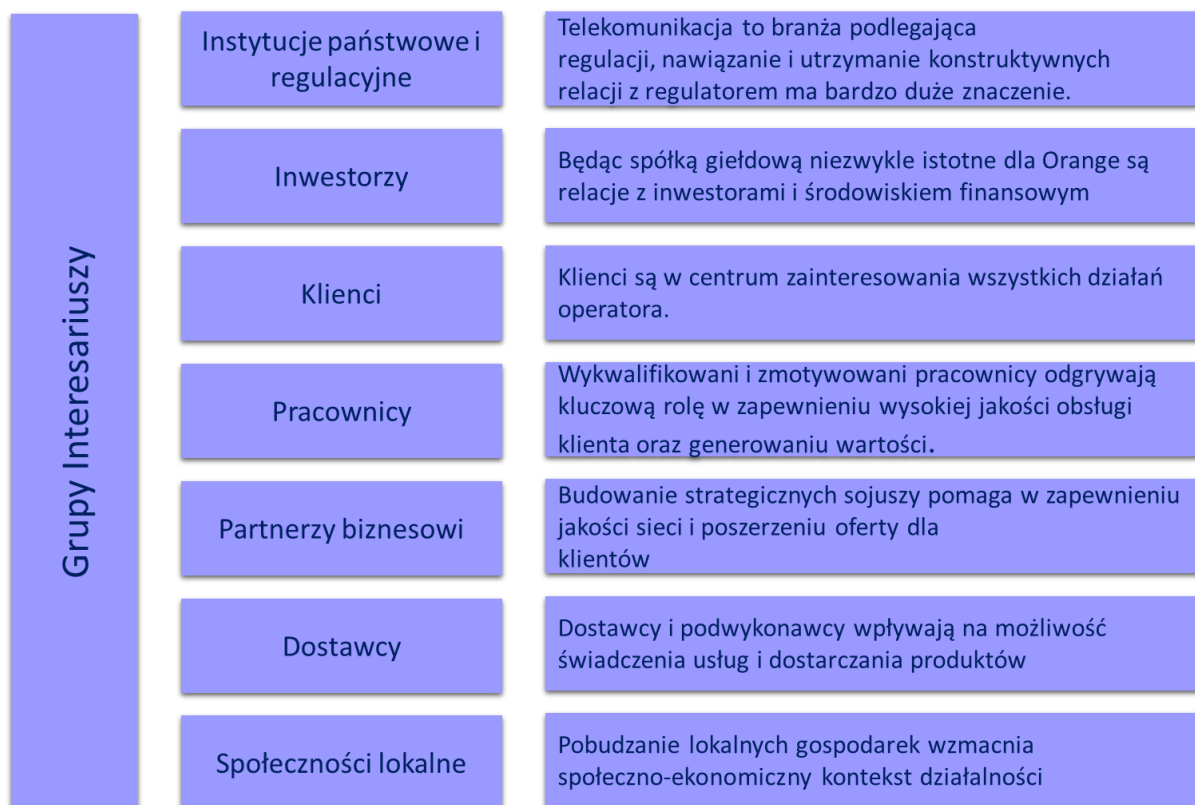 Grupy Interesariuszy
Instytucje państwowe i
regulacyjne
Telekomunikacja to branża podlegająca
regulacji, nawiązanie i utrzymanie konstruktywnych
relacji z regulatorem ma bardzo duże znaczenie.
Inwestorzy
Będąc spółką giełdową niezwykle istotne dla Orange są
relacje z inwestorami i środowiskiem finansowym
Klienci
Klienci są w centrum zainteresowania wszystkich działań
operatora.
Pracownicy
Wykwalifikowani i zmotywowani pracownicy odgrywają
kluczową rolę w zapewnieniu wysokiej jakości obsługi
klienta oraz generowaniu wartości.
Partnerzy biznesowi
Budowanie strategicznych sojuszy pomaga w zapewnieniu
jakości sieci i poszerzeniu oferty dla
klientów
Dostawcy
Dostawcy i podwykonawcy wpływają na możliwość
świadczenia usług i dostarczania produktów
Społeczności lokalne
Pobudzanie lokalnych gospodarek wzmacnia
społeczno-ekonomiczny kontekst działalności